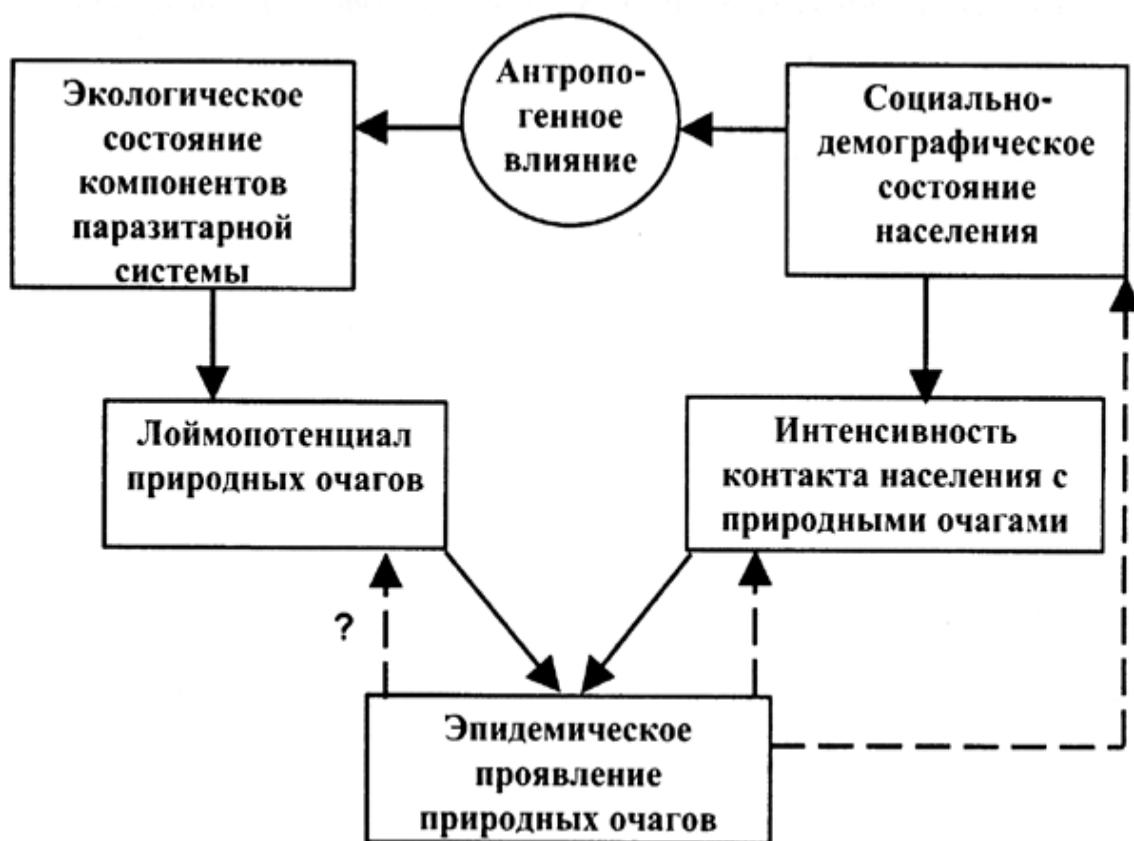 Экологическое
состояние
компонентов
паразитарной
системы
Антропо-
генное
влияние
Социально-
демографическое
состояние
населения
Лоймопотенциал
природных очагов
Интенсивность
контакта населения с
природными очагами
?
Эпидемическое
проявление
природных очагов